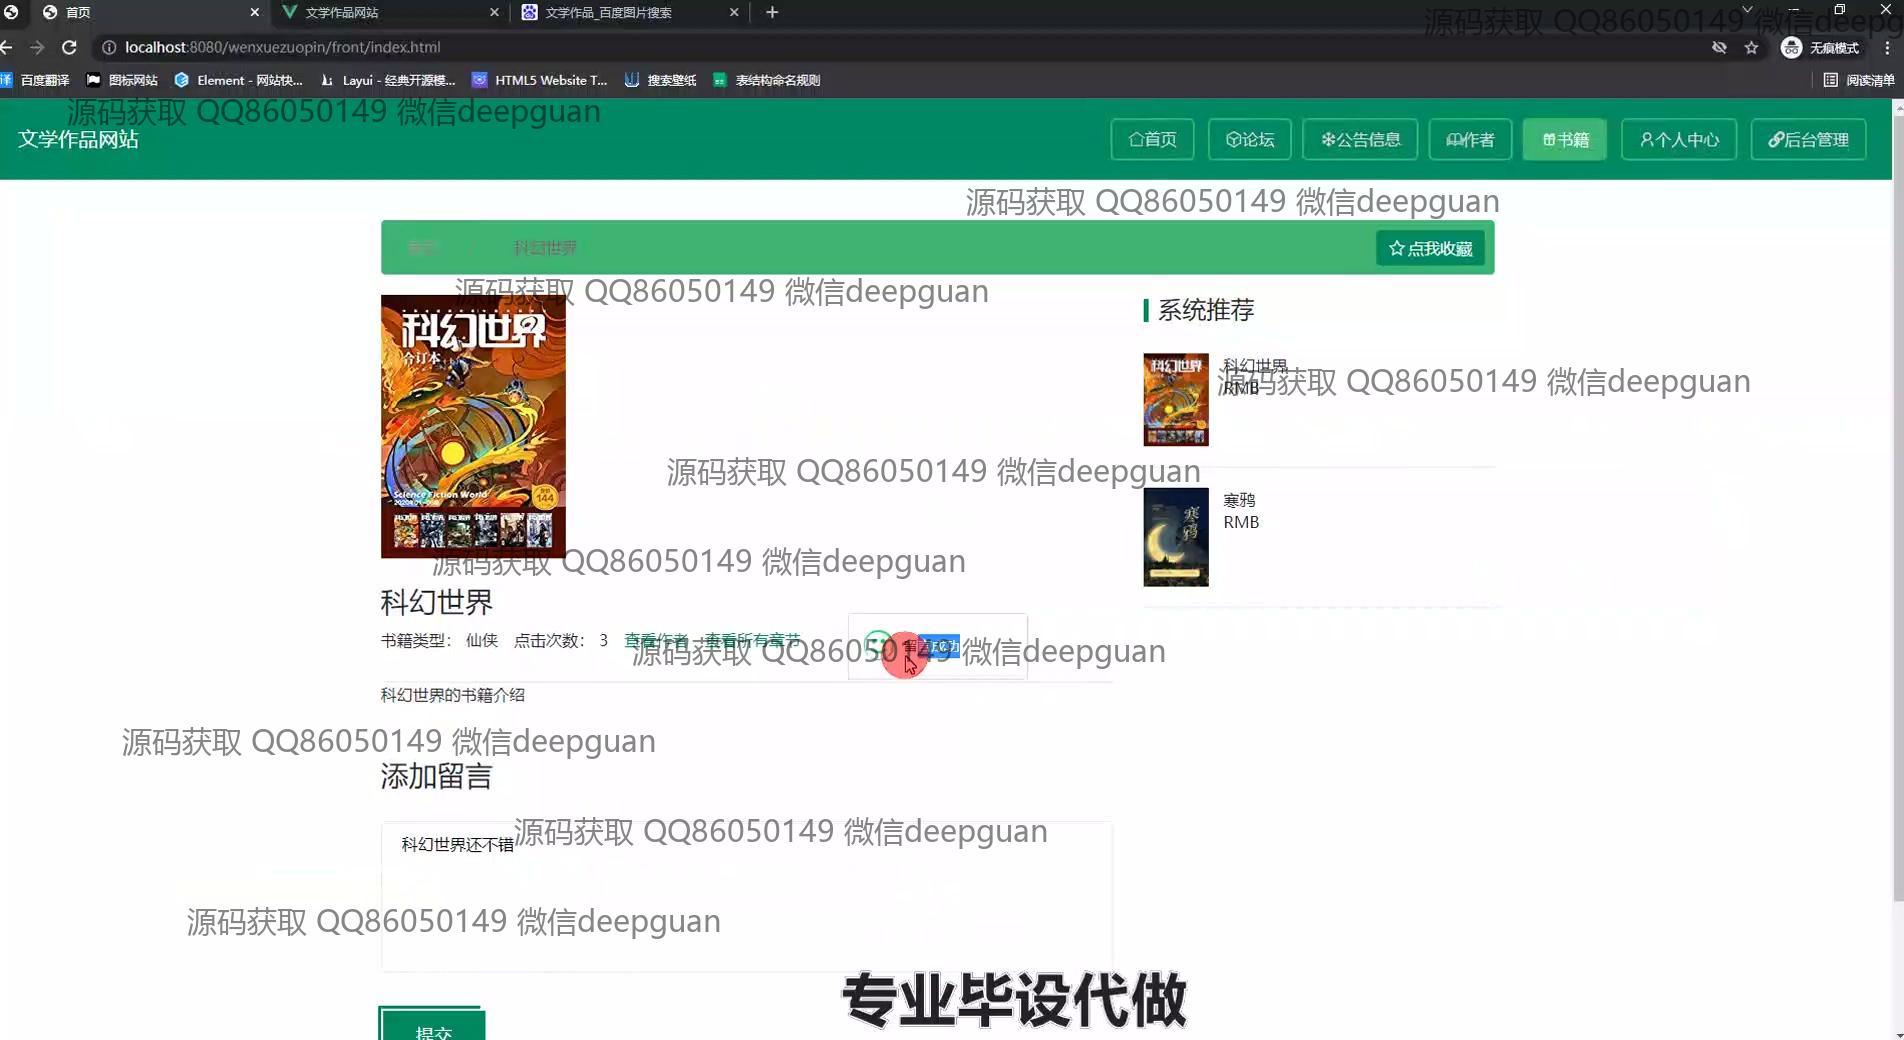 首页
文学作品网站
文学作品_百度图片搜索
localhost:8080/wenxuezuopin/front/index.html
无痕模式
译 百度翻译
图标网站
Element - 网站快...
Layui - 经典开源模...
HTML5 Website T...
搜索壁纸
表结构命名规则
阅读清单
源码获取 QQ86050149 微信deepg
源码获取 QQ86050149 微信deepguan
文学作品网站
首页
论坛
公告信息
作者
书籍
个人中心
后台管理
源码获取 QQ86050149 微信deepguan
首页 / 科幻世界
点我收藏
源码获取 QQ86050149 微信deepguan
科幻世界
合订本
Science Fiction World
144
系统推荐
科幻世界
RMB
源码获取 QQ86050149 微信deepguan
源码获取 QQ86050149 微信deepguan
寒鸦
寒鸦
RMB
源码获取 QQ86050149 微信deepguan
科幻世界
书籍类型： 仙侠 点击次数： 3 查看作者 查看所有章节
留言成功
源码获取 QQ86050149 微信deepguan
科幻世界的书籍介绍
源码获取 QQ86050149 微信deepguan
添加留言
科幻世界还不错
源码获取 QQ86050149 微信deepguan
源码获取 QQ86050149 微信deepguan
专业毕设代做
提交